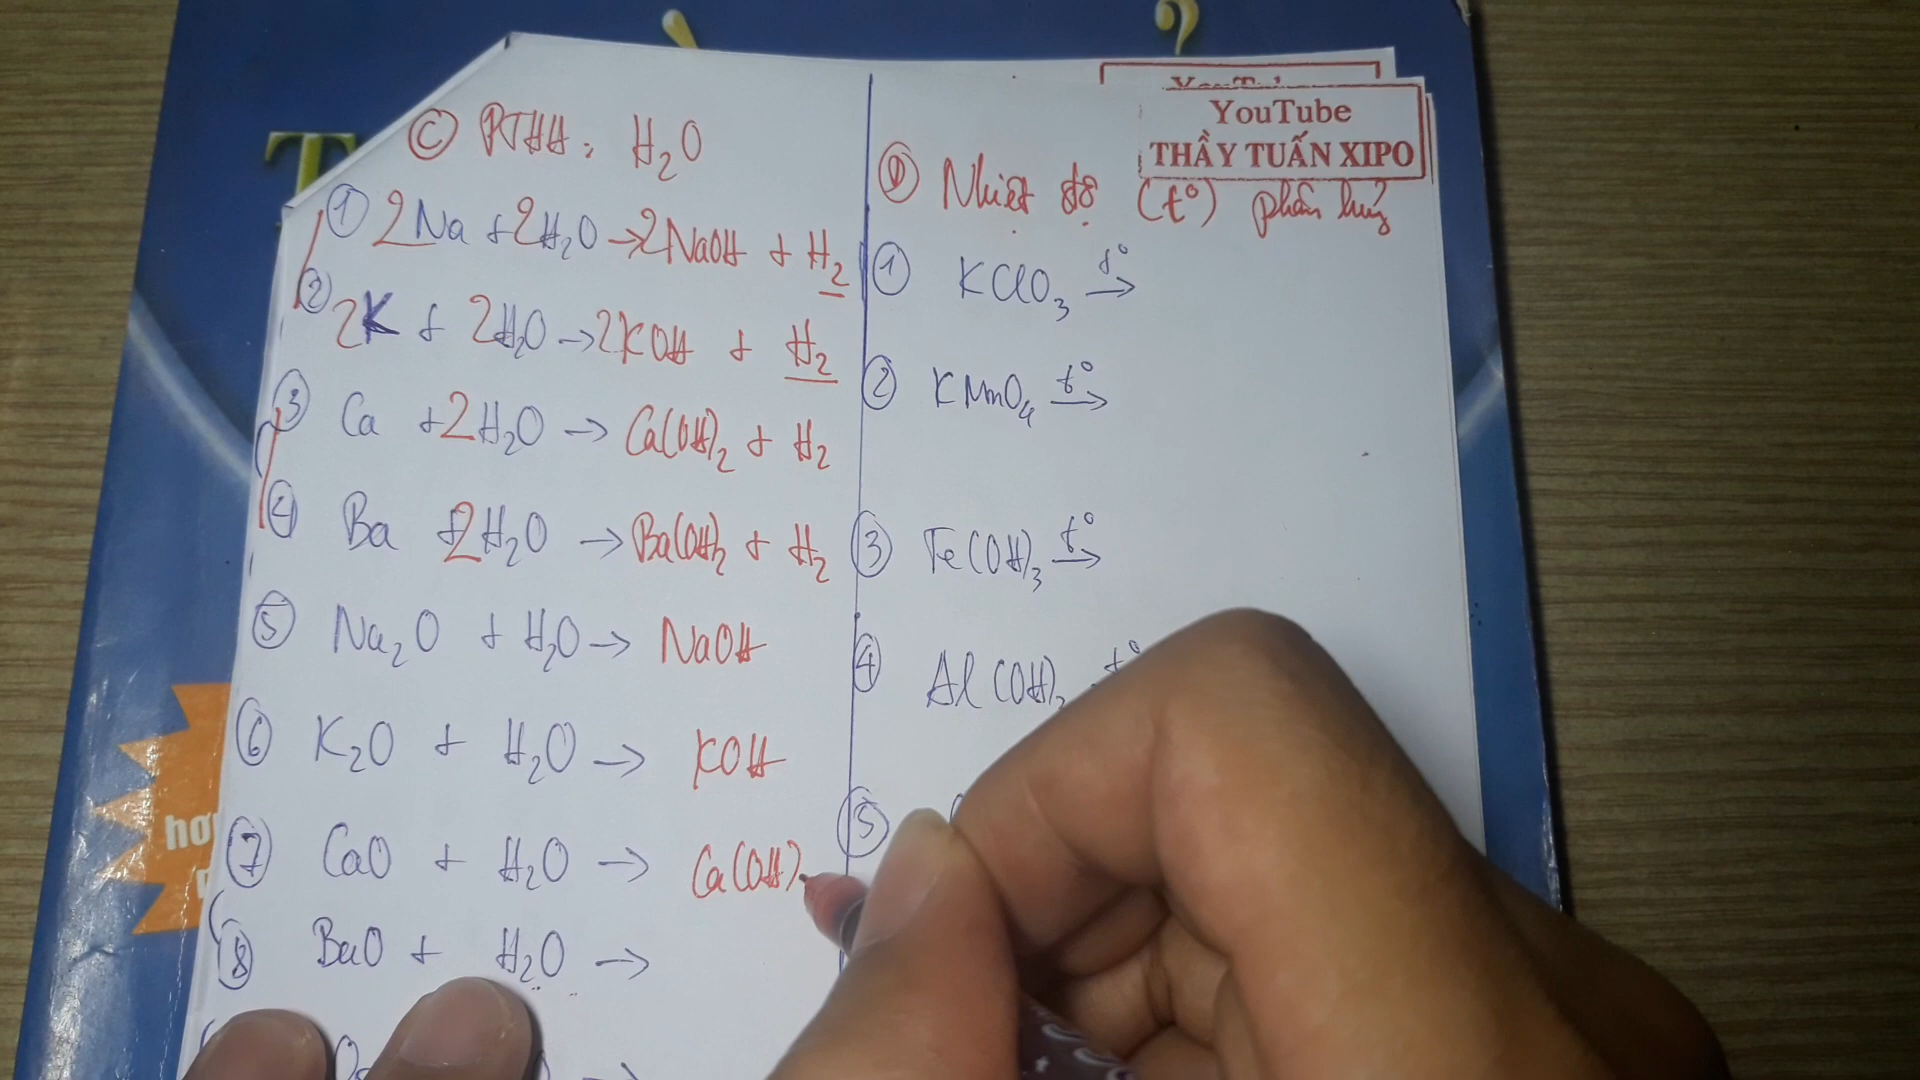 YouTube
THẦY TUẤN XIPO
Ⓒ PTHH: H₂O
① 2Na + 2H₂O → 2NaOH + H₂
② 2K + 2H₂O → 2KOH + H₂
③ Ca + 2H₂O → Ca(OH)₂ + H₂
④ Ba + 2H₂O → Ba(OH)₂ + H₂
⑤ Na₂O + H₂O → NaOH
⑥ K₂O + H₂O → KOH
⑦ CaO + H₂O → Ca(OH)
⑧ BaO + H₂O →
Ⓓ Nhiệt độ (t°) phân huỷ
① KClO₃ t° →
② KMnO₄ t° →
③ Fe(OH)₃ t° →
④ Al(OH)₃ t°
⑤